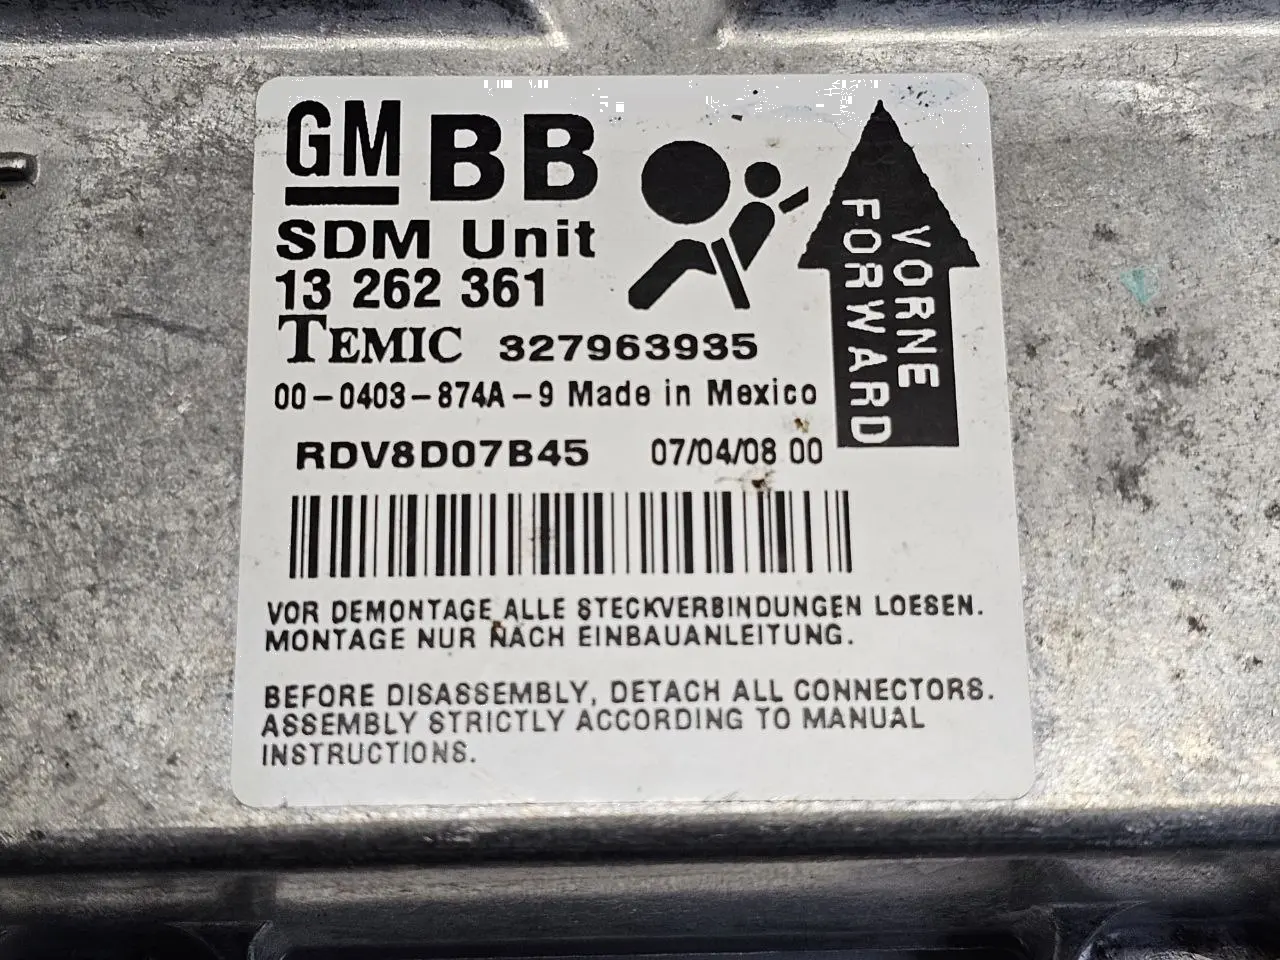 GM BB
SDM Unit
13 262 361
TEMIC 327963935
00-0403-874A-9 Made in Mexico
RDV8D07B45 07/04/08 00
VORNE
FORWARD
VOR DEMONTAGE ALLE STECKVERBINDUNGEN LOESEN.
MONTAGE NUR NACH EINBAUANLEITUNG.
BEFORE DISASSEMBLY, DETACH ALL CONNECTORS.
ASSEMBLY STRICTLY ACCORDING TO MANUAL
INSTRUCTIONS.